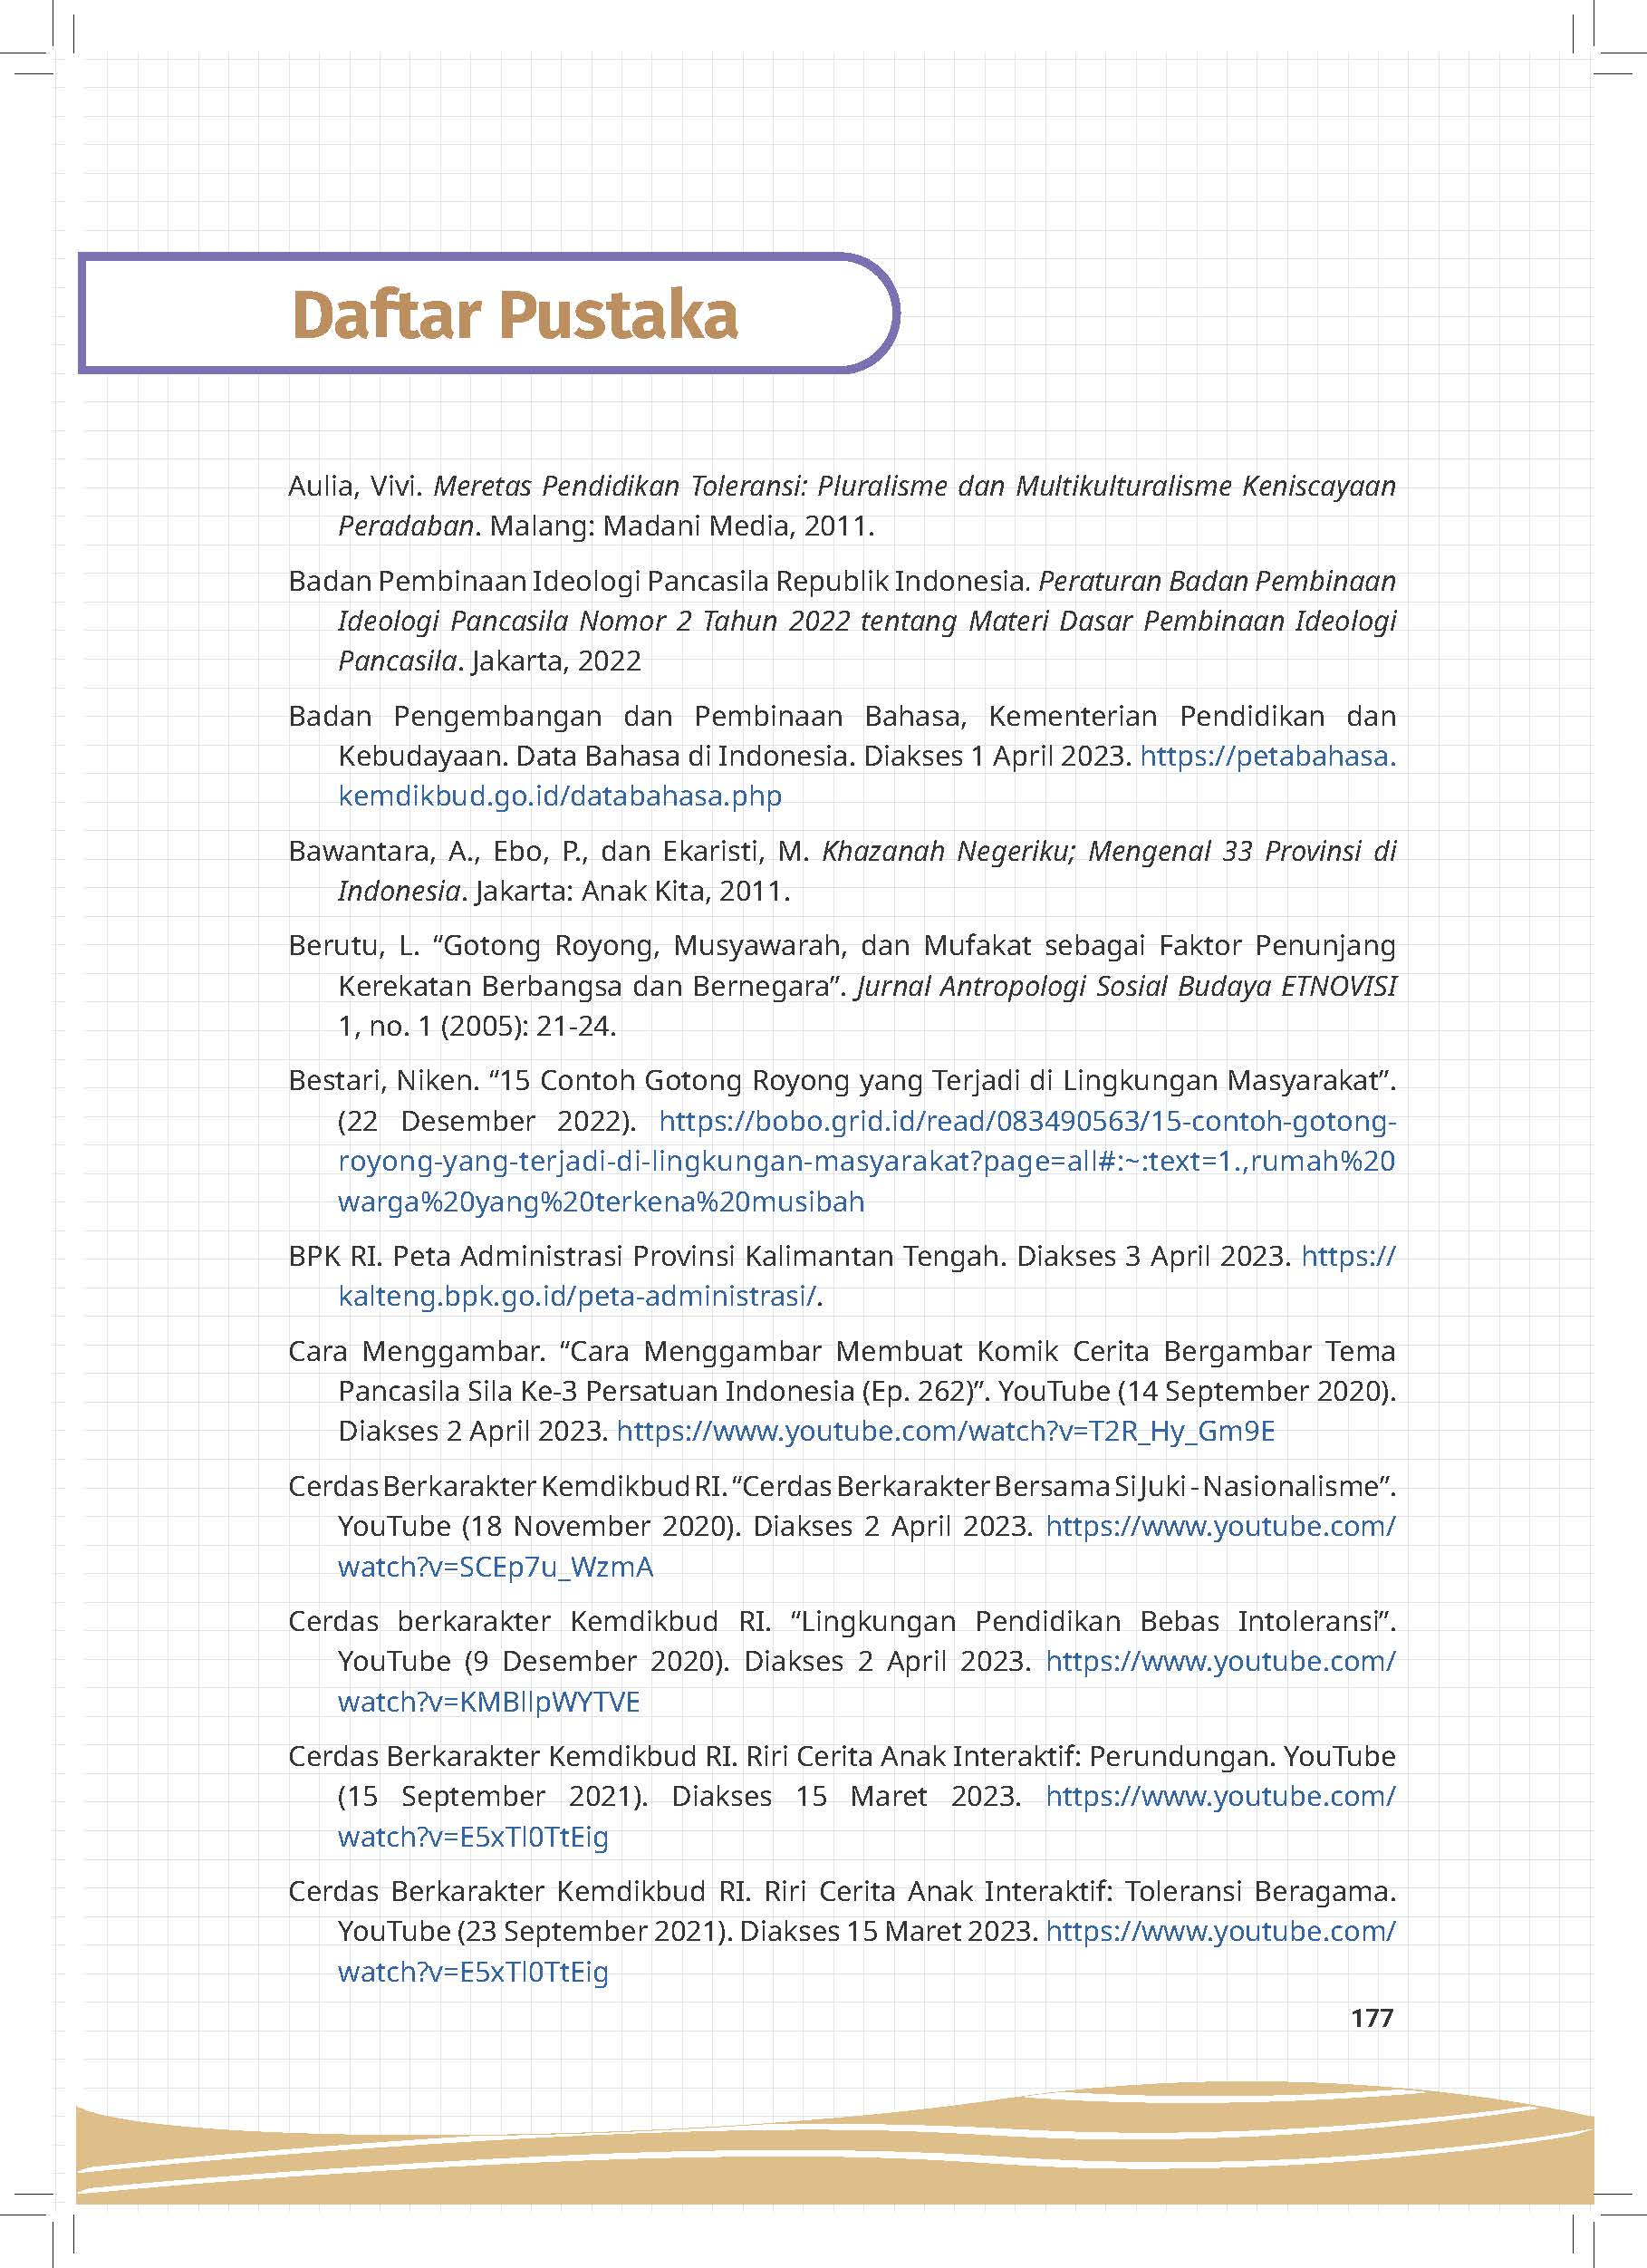 Daftar Pustaka
Aulia, Vivi. Meretas Pendidikan Toleransi: Pluralisme dan Multikulturalisme Keniscayaan
Peradaban. Malang: Madani Media, 2011.
Badan Pembinaan Ideologi Pancasila Republik Indonesia. Peraturan Badan Pembinaan
Ideologi Pancasila Nomor 2 Tahun 2022 tentang Materi Dasar Pembinaan Ideologi
Pancasila. Jakarta, 2022
Badan Pengembangan dan Pembinaan Bahasa, Kementerian Pendidikan dan
Kebudayaan. Data Bahasa di Indonesia. Diakses 1 April 2023. https://petabahasa.
kemdikbud.go.id/databahasa.php
Bawantara, A., Ebo, P., dan Ekaristi, M. Khazanah Negeriku; Mengenal 33 Provinsi di
Indonesia. Jakarta: Anak Kita, 2011.
Berutu, L. “Gotong Royong, Musyawarah, dan Mufakat sebagai Faktor Penunjang
Kerekatan Berbangsa dan Bernegara”. Jurnal Antropologi Sosial Budaya ETNOVISI
1, no. 1 (2005): 21-24.
Bestari, Niken. “15 Contoh Gotong Royong yang Terjadi di Lingkungan Masyarakat”.
(22 Desember 2022). https://bobo.grid.id/read/083490563/15-contoh-gotong-
royong-yang-terjadi-di-lingkungan-masyarakat?page=all#:~:text=1.,rumah%20
warga%20yang%20terkena%20musibah
BPK RI. Peta Administrasi Provinsi Kalimantan Tengah. Diakses 3 April 2023. https://
kalteng.bpk.go.id/peta-administrasi/.
Cara Menggambar. “Cara Menggambar Membuat Komik Cerita Bergambar Tema
Pancasila Sila Ke-3 Persatuan Indonesia (Ep. 262)”. YouTube (14 September 2020).
Diakses 2 April 2023. https://www.youtube.com/watch?v=T2R_Hy_Gm9E
Cerdas Berkarakter Kemdikbud RI. “Cerdas Berkarakter Bersama Si Juki - Nasionalisme”.
YouTube (18 November 2020). Diakses 2 April 2023. https://www.youtube.com/
watch?v=SCEp7u_WzmA
Cerdas berkarakter Kemdikbud RI. “Lingkungan Pendidikan Bebas Intoleransi”.
YouTube (9 Desember 2020). Diakses 2 April 2023. https://www.youtube.com/
watch?v=KMBllpWYTVE
Cerdas Berkarakter Kemdikbud RI. Riri Cerita Anak Interaktif: Perundungan. YouTube
(15 September 2021). Diakses 15 Maret 2023. https://www.youtube.com/
watch?v=E5xTl0TtEig
Cerdas Berkarakter Kemdikbud RI. Riri Cerita Anak Interaktif: Toleransi Beragama.
YouTube (23 September 2021). Diakses 15 Maret 2023. https://www.youtube.com/
watch?v=E5xTl0TtEig
177